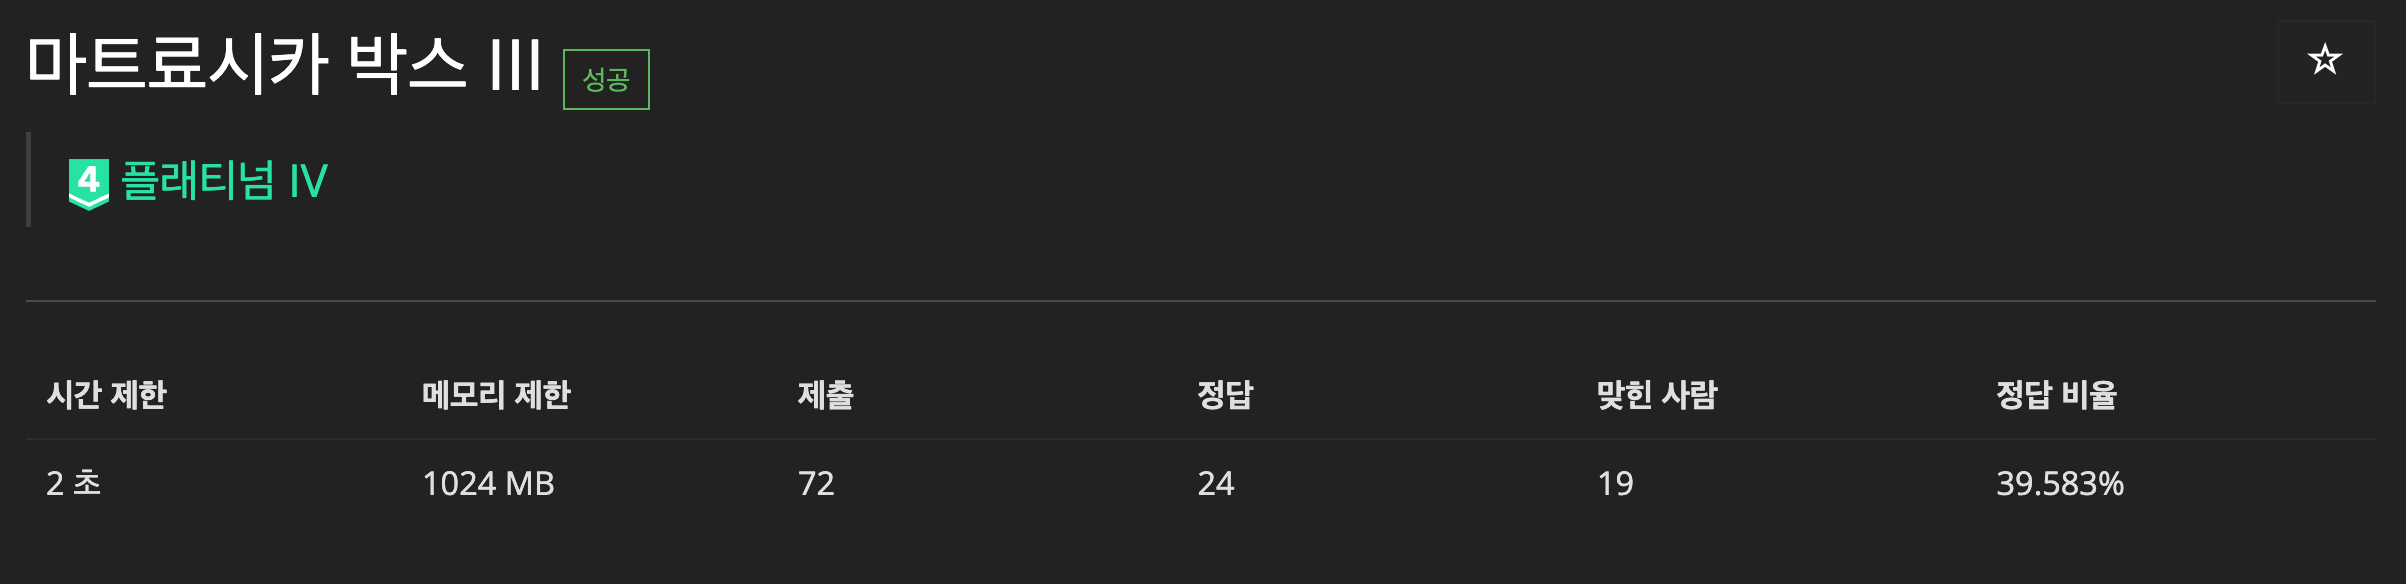 마트료시카 박스 III 성공
4 플래티넘 IV
시간 제한 메모리 제한 제출 정답 맞힌 사람 정답 비율
2 초 1024 MB 72 24 19 39.583%